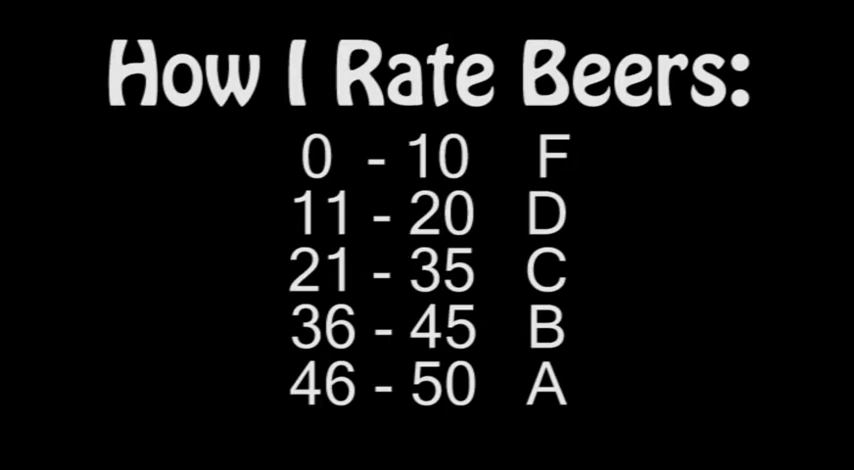 How I Rate Beers:
0 - 10 F
11 - 20 D
21 - 35 C
36 - 45 B
46 - 50 A